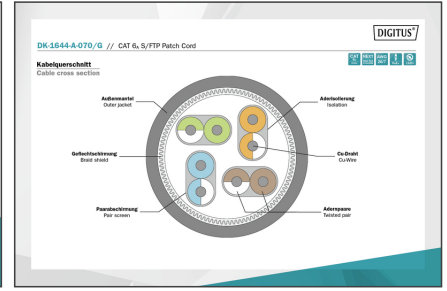 DIGITUS®
DK-1644-A-070/G // CAT 6A S/FTP Patch Cord
Kabelquerschnitt
Cable cross section
Außenmantel
Outer jacket
Aderisolierung
Isolation
Geflechtschirmung
Braid shield
Cu-Draht
Cu-Wire
Paarabschirmung
Pair screen
Aderpaare
Twisted pair